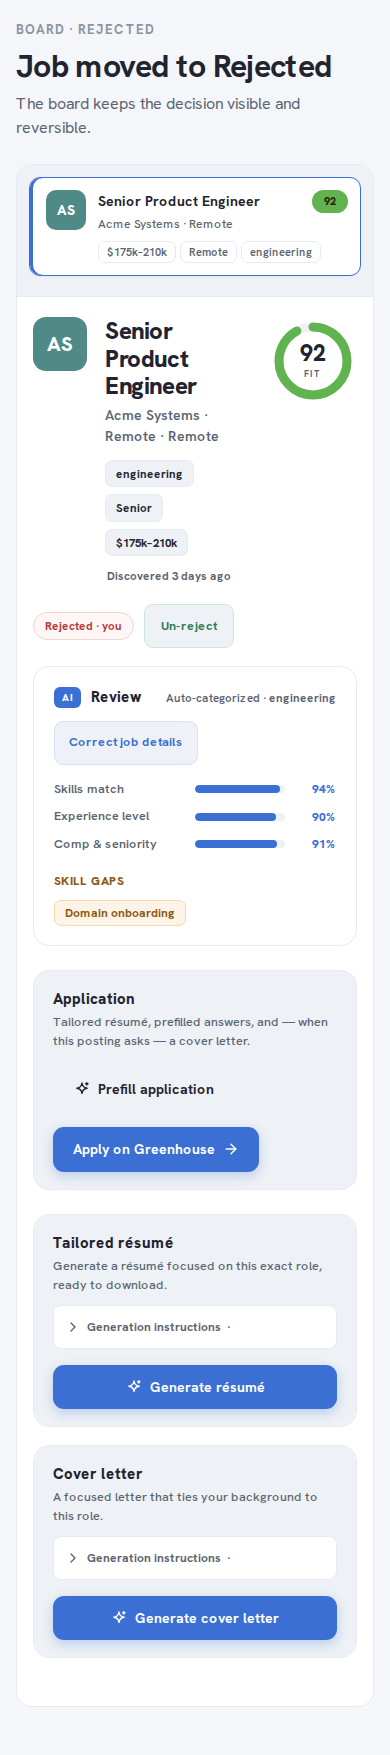 BOARD · REJECTED
Job moved to Rejected
The board keeps the decision visible and
reversible.
AS
Senior Product Engineer
92
Acme Systems · Remote
$175k–210k
Remote
engineering
AS
Senior
Product
Engineer
92
FIT
Acme Systems ·
Remote · Remote
engineering
Senior
$175k–210k
Discovered 3 days ago
Rejected · you
Un-reject
AI
Review
Auto-categorized · engineering
Correct job details
Skills match
94%
Experience level
90%
Comp & seniority
91%
SKILL GAPS
Domain onboarding
Application
Tailored résumé, prefilled answers, and — when
this posting asks — a cover letter.
Prefill application
Apply on Greenhouse
Tailored résumé
Generate a résumé focused on this exact role,
ready to download.
Generation instructions ·
Generate résumé
Cover letter
A focused letter that ties your background to
this role.
Generation instructions ·
Generate cover letter